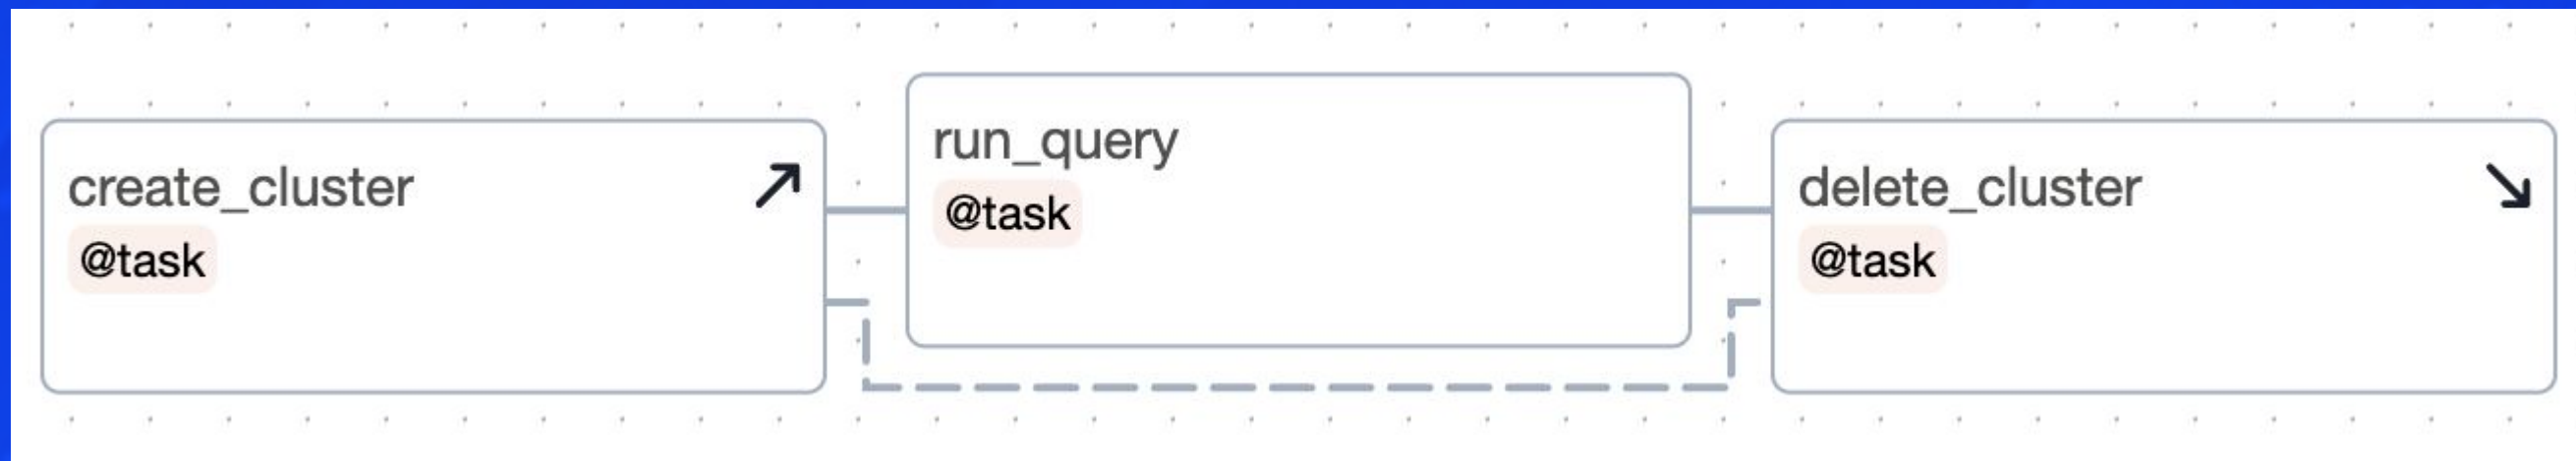 create_cluster
@task
run_query
@task
delete_cluster
@task